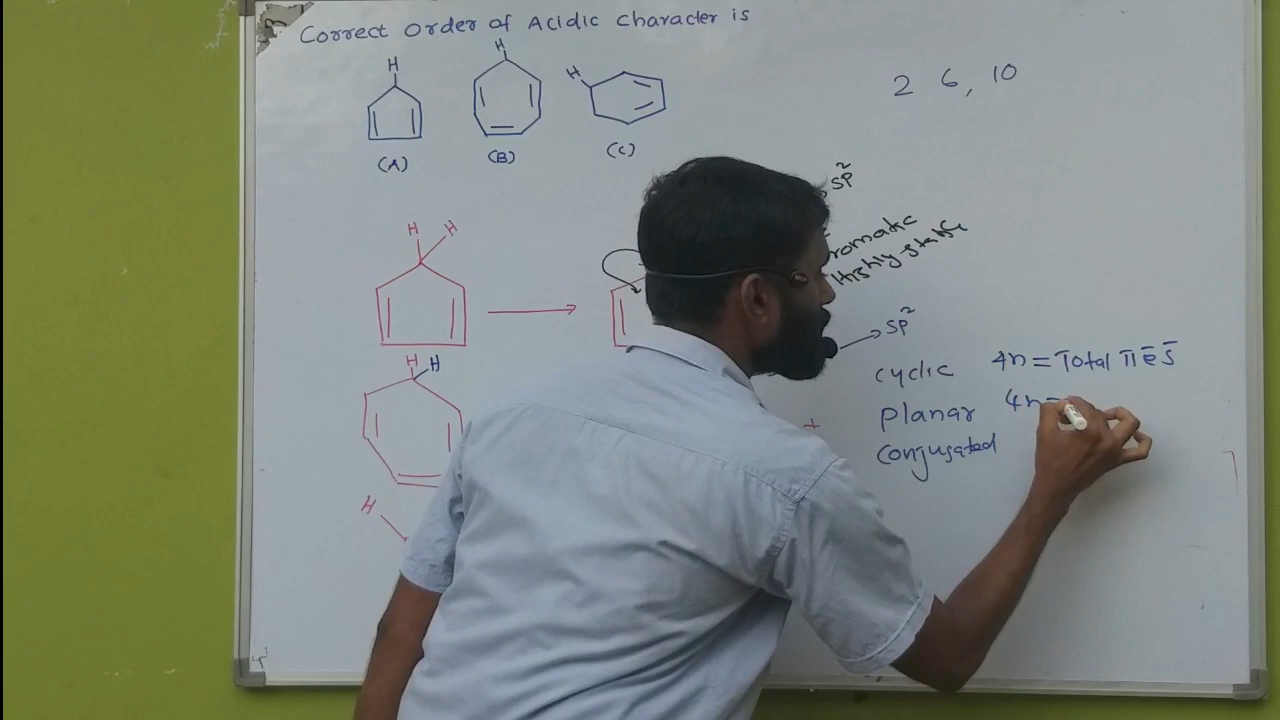 Correct order of Acidic Character is
H H H
(A) (B) (C)
2 6, 10
SP2
romatic
Highly stable
H H
SP2
cyclic 4n = Total π e̅ s̅
Planar 4n =
conjugated
H H
+
H